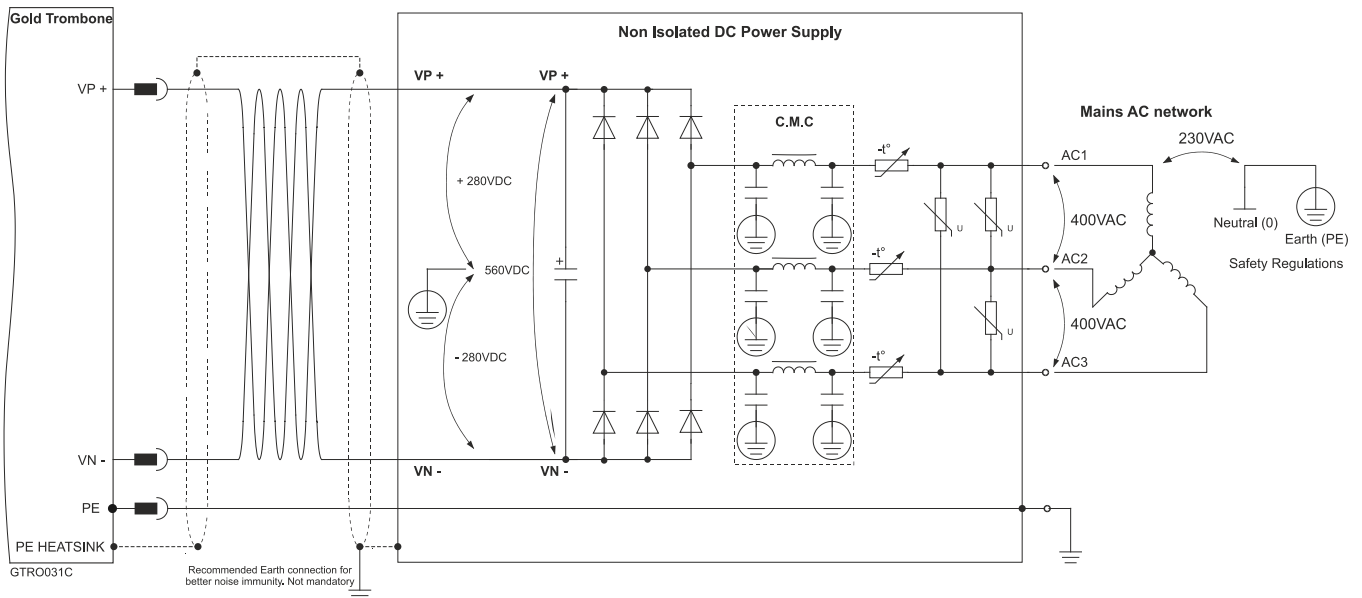 Gold Trombone
Non Isolated DC Power Supply
VP +
VP +
VP +
Mains AC network
C.M.C
230VAC
-t°
AC1
+ 280VDC
400VAC
Neutral (0)
U
U
Earth (PE)
-t°
AC2
Safety Regulations
560VDC
+
400VAC
U
- 280VDC
-t°
AC3
VN -
VN -
VN -
PE
PE HEATSINK
GTRO031C
Recommended Earth connection for
better noise immunity. Not mandatory